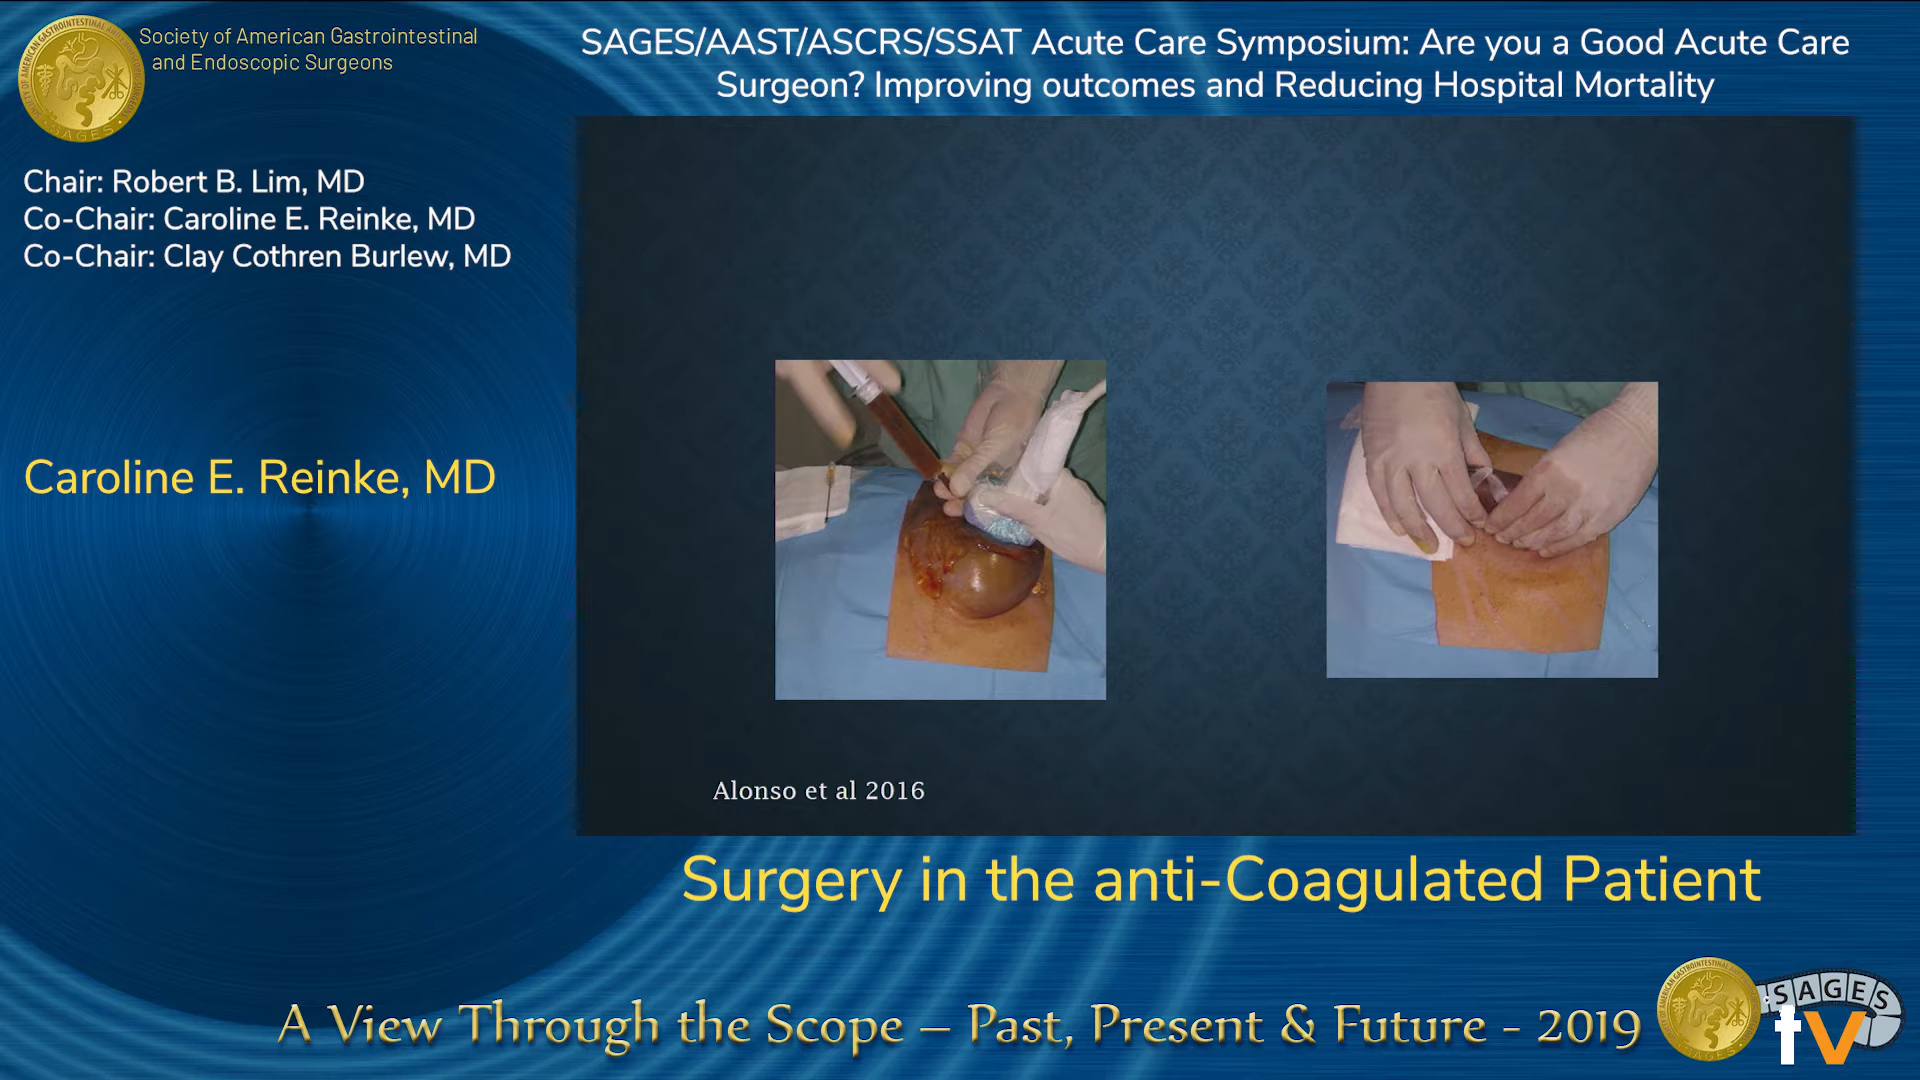 Society of American Gastrointestinal
and Endoscopic Surgeons
SAGES
SAGES/AAST/ASCRS/SSAT Acute Care Symposium: Are you a Good Acute Care
Surgeon? Improving outcomes and Reducing Hospital Mortality
Chair: Robert B. Lim, MD
Co-Chair: Caroline E. Reinke, MD
Co-Chair: Clay Cothren Burlew, MD
Caroline E. Reinke, MD
Alonso et al 2016
Surgery in the anti-Coagulated Patient
A View Through the Scope – Past, Present & Future - 2019
SAGES
tv